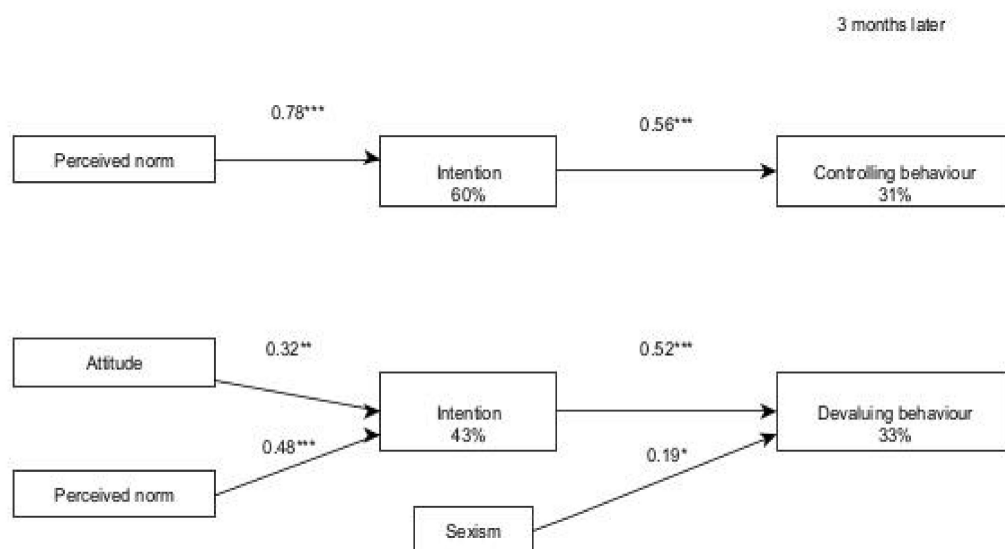 3 months later
0.78***
0.56***
Perceived norm
Intention
60%
Controlling behaviour
31%
Attitude
0.32**
0.52***
Intention
43%
Devaluing behaviour
33%
0.48***
0.19*
Perceived norm
Sexism